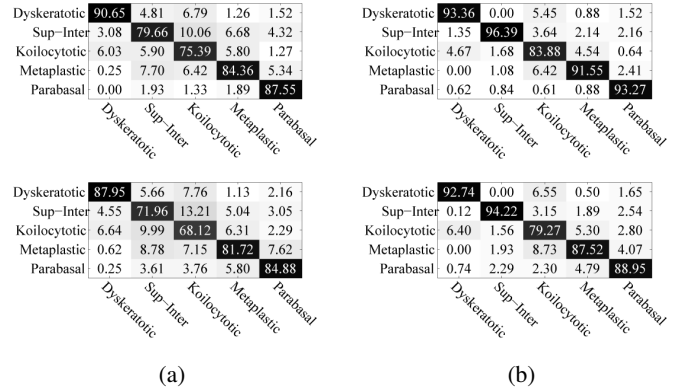 Dyskeratotic 90.65 4.81 6.79 1.26 1.52
Sup-Inter 3.08 79.66 10.06 6.68 4.32
Koilocytotic 6.03 5.90 75.39 5.80 1.27
Metaplastic 0.25 7.70 6.42 84.36 5.34
Parabasal 0.00 1.93 1.33 1.89 87.55
Dyskeratotic Sup-Inter Koilocytotic Metaplastic Parabasal
Dyskeratotic 93.36 0.00 5.45 0.88 1.52
Sup-Inter 1.35 96.39 3.64 2.14 2.16
Koilocytotic 4.67 1.68 83.88 4.54 0.64
Metaplastic 0.00 1.08 6.42 91.55 2.41
Parabasal 0.62 0.84 0.61 0.88 93.27
Dyskeratotic Sup-Inter Koilocytotic Metaplastic Parabasal
Dyskeratotic 87.95 5.66 7.76 1.13 2.16
Sup-Inter 4.55 71.96 13.21 5.04 3.05
Koilocytotic 6.64 9.99 68.12 6.31 2.29
Metaplastic 0.62 8.78 7.15 81.72 7.62
Parabasal 0.25 3.61 3.76 5.80 84.88
Dyskeratotic Sup-Inter Koilocytotic Metaplastic Parabasal
Dyskeratotic 92.74 0.00 6.55 0.50 1.65
Sup-Inter 0.12 94.22 3.15 1.89 2.54
Koilocytotic 6.40 1.56 79.27 5.30 2.80
Metaplastic 0.00 1.93 8.73 87.52 4.07
Parabasal 0.74 2.29 2.30 4.79 88.95
Dyskeratotic Sup-Inter Koilocytotic Metaplastic Parabasal
(a) (b)